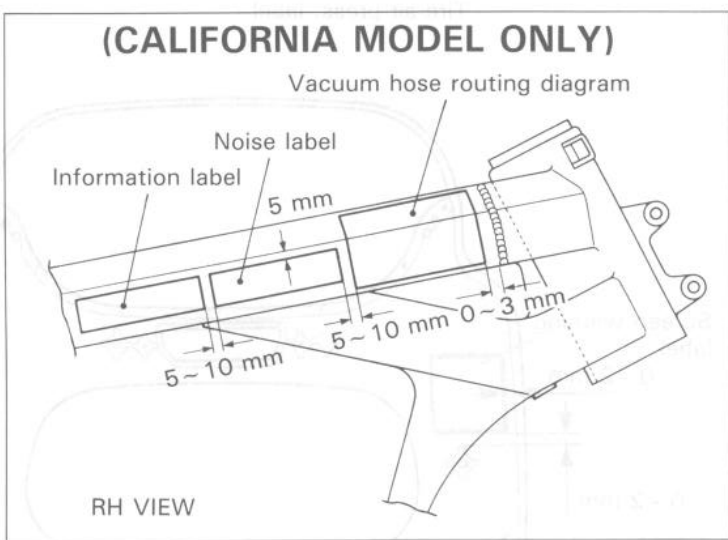 (CALIFORNIA MODEL ONLY)
Vacuum hose routing diagram
Noise label
Information label
5 mm
0~3 mm
5~10 mm
5~10 mm
RH VIEW